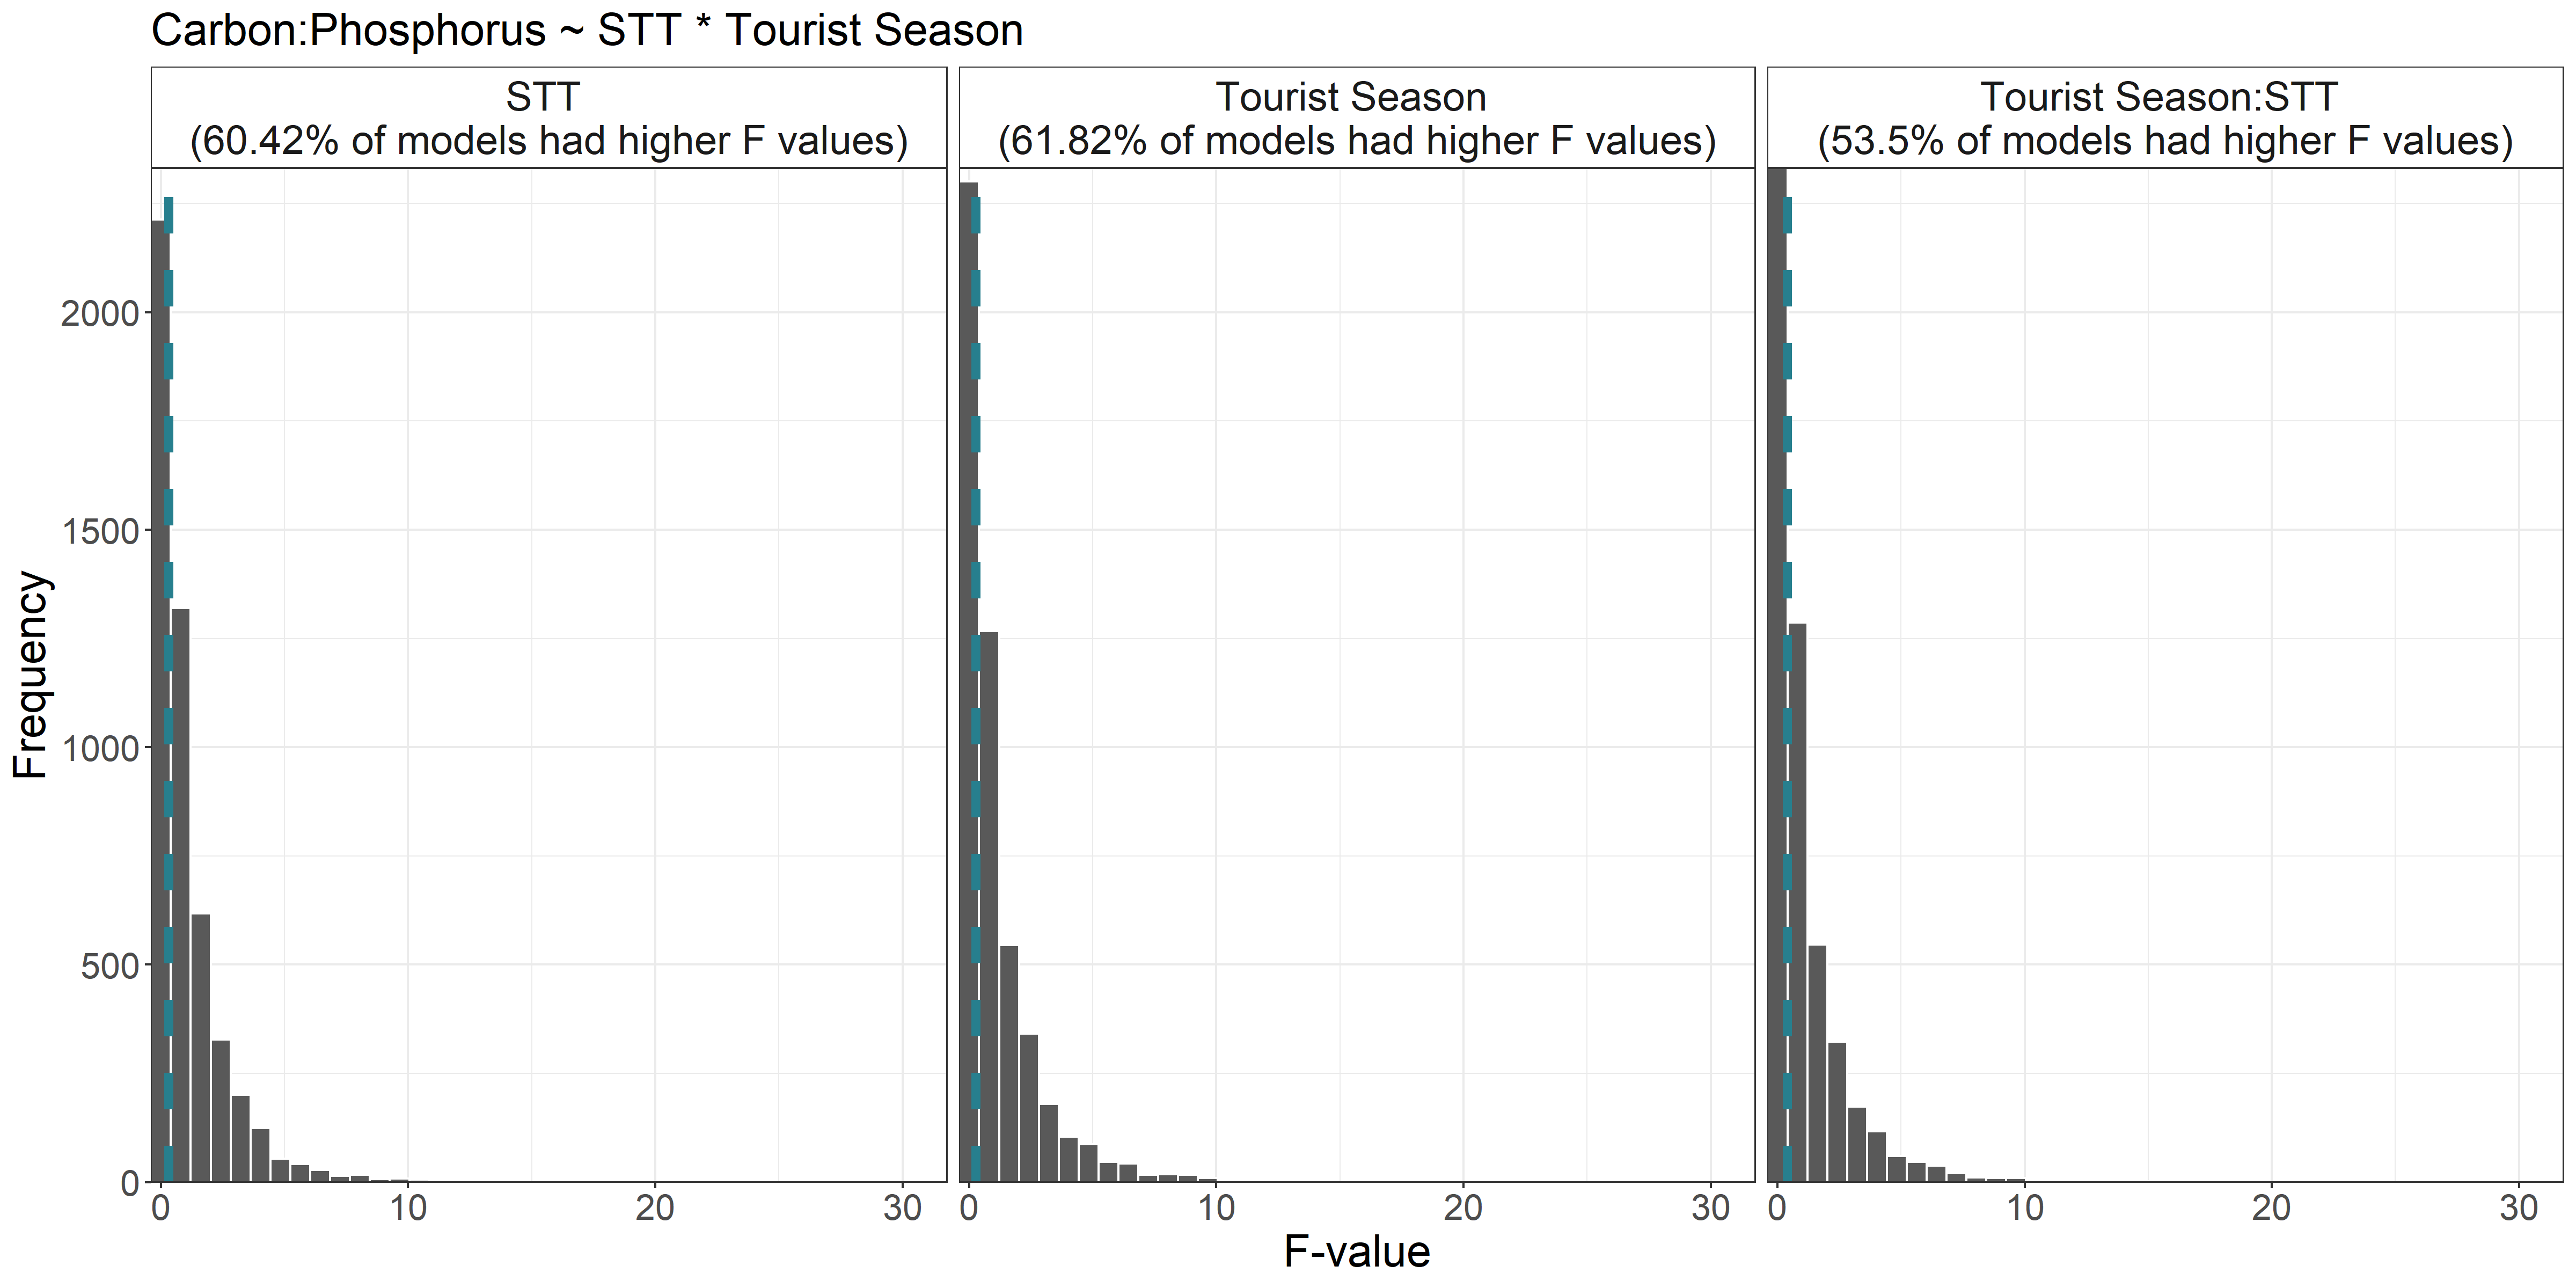 Carbon:Phosphorus ~ STT * Tourist Season
STT
(60.42% of models had higher F values)
Tourist Season
(61.82% of models had higher F values)
Tourist Season:STT
(53.5% of models had higher F values)
Frequency
2000
1500
1000
500
0
0 10 20 30
0 10 20 30
0 10 20 30
F-value